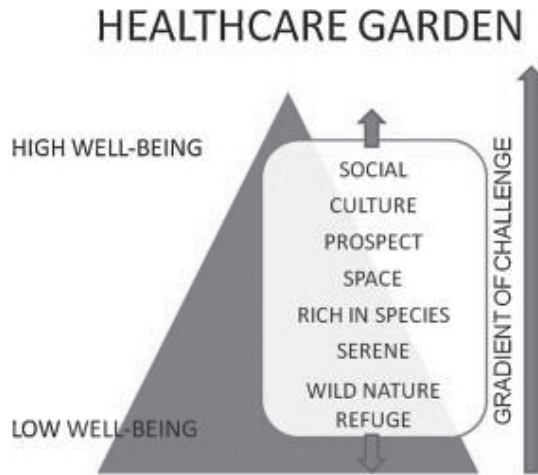 HEALTHCARE GARDEN
HIGH WELL-BEING
SOCIAL
CULTURE
PROSPECT
SPACE
RICH IN SPECIES
SERENE
WILD NATURE
REFUGE
LOW WELL-BEING
GRADIENT OF CHALLENGE